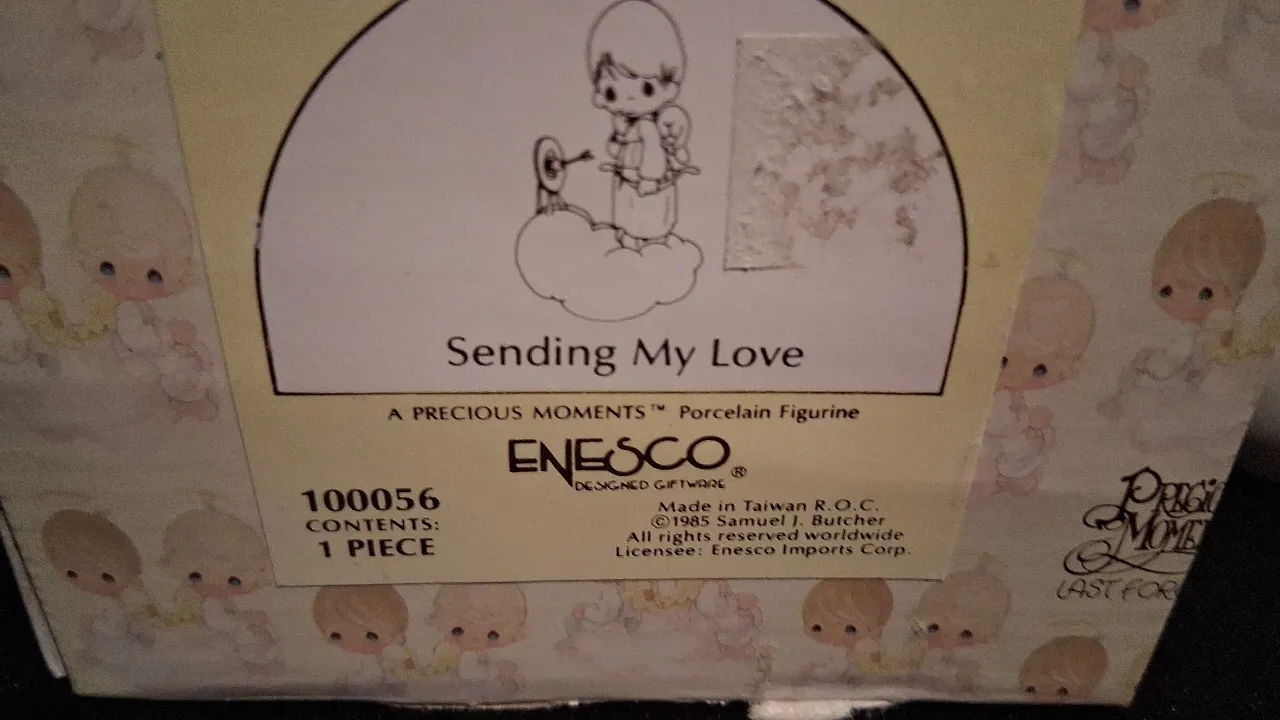 Sending My Love
A PRECIOUS MOMENTS™ Porcelain Figurine
ENESCO®
DESIGNED GIFTWARE
100056
CONTENTS:
1 PIECE
Made in Taiwan R.O.C.
©1985 Samuel J. Butcher
All rights reserved worldwide
Licensee: Enesco Imports Corp.